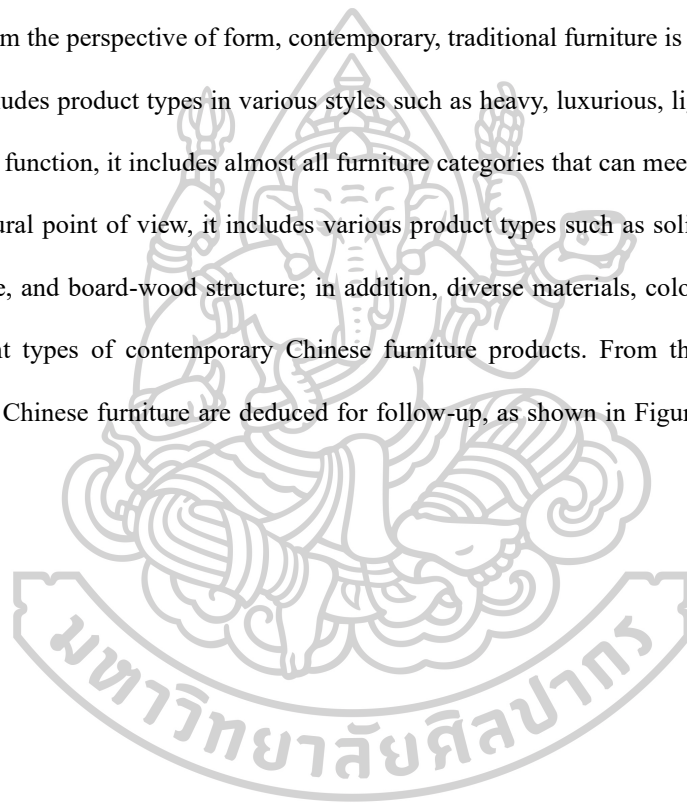 m the perspective of form, contemporary, traditional furniture is
udes product types in various styles such as heavy, luxurious, li
function, it includes almost all furniture categories that can mee
ural point of view, it includes various product types such as soli
e, and board-wood structure; in addition, diverse materials, colo
nt types of contemporary Chinese furniture products. From th
Chinese furniture are deduced for follow-up, as shown in Figur
มหาวิทยาลัยศิลปากร